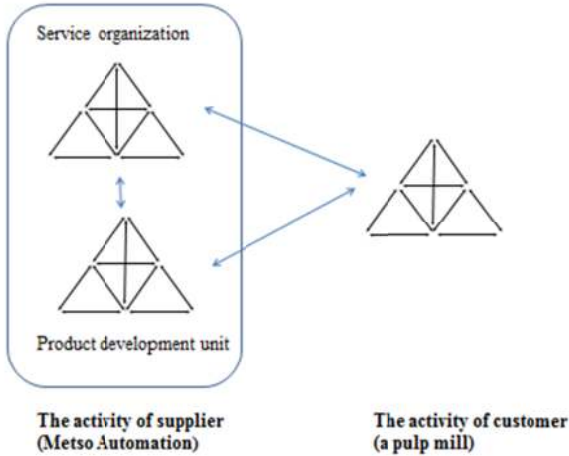 Service organization
Product development unit
The activity of supplier
(Metso Automation)
The activity of customer
(a pulp mill)